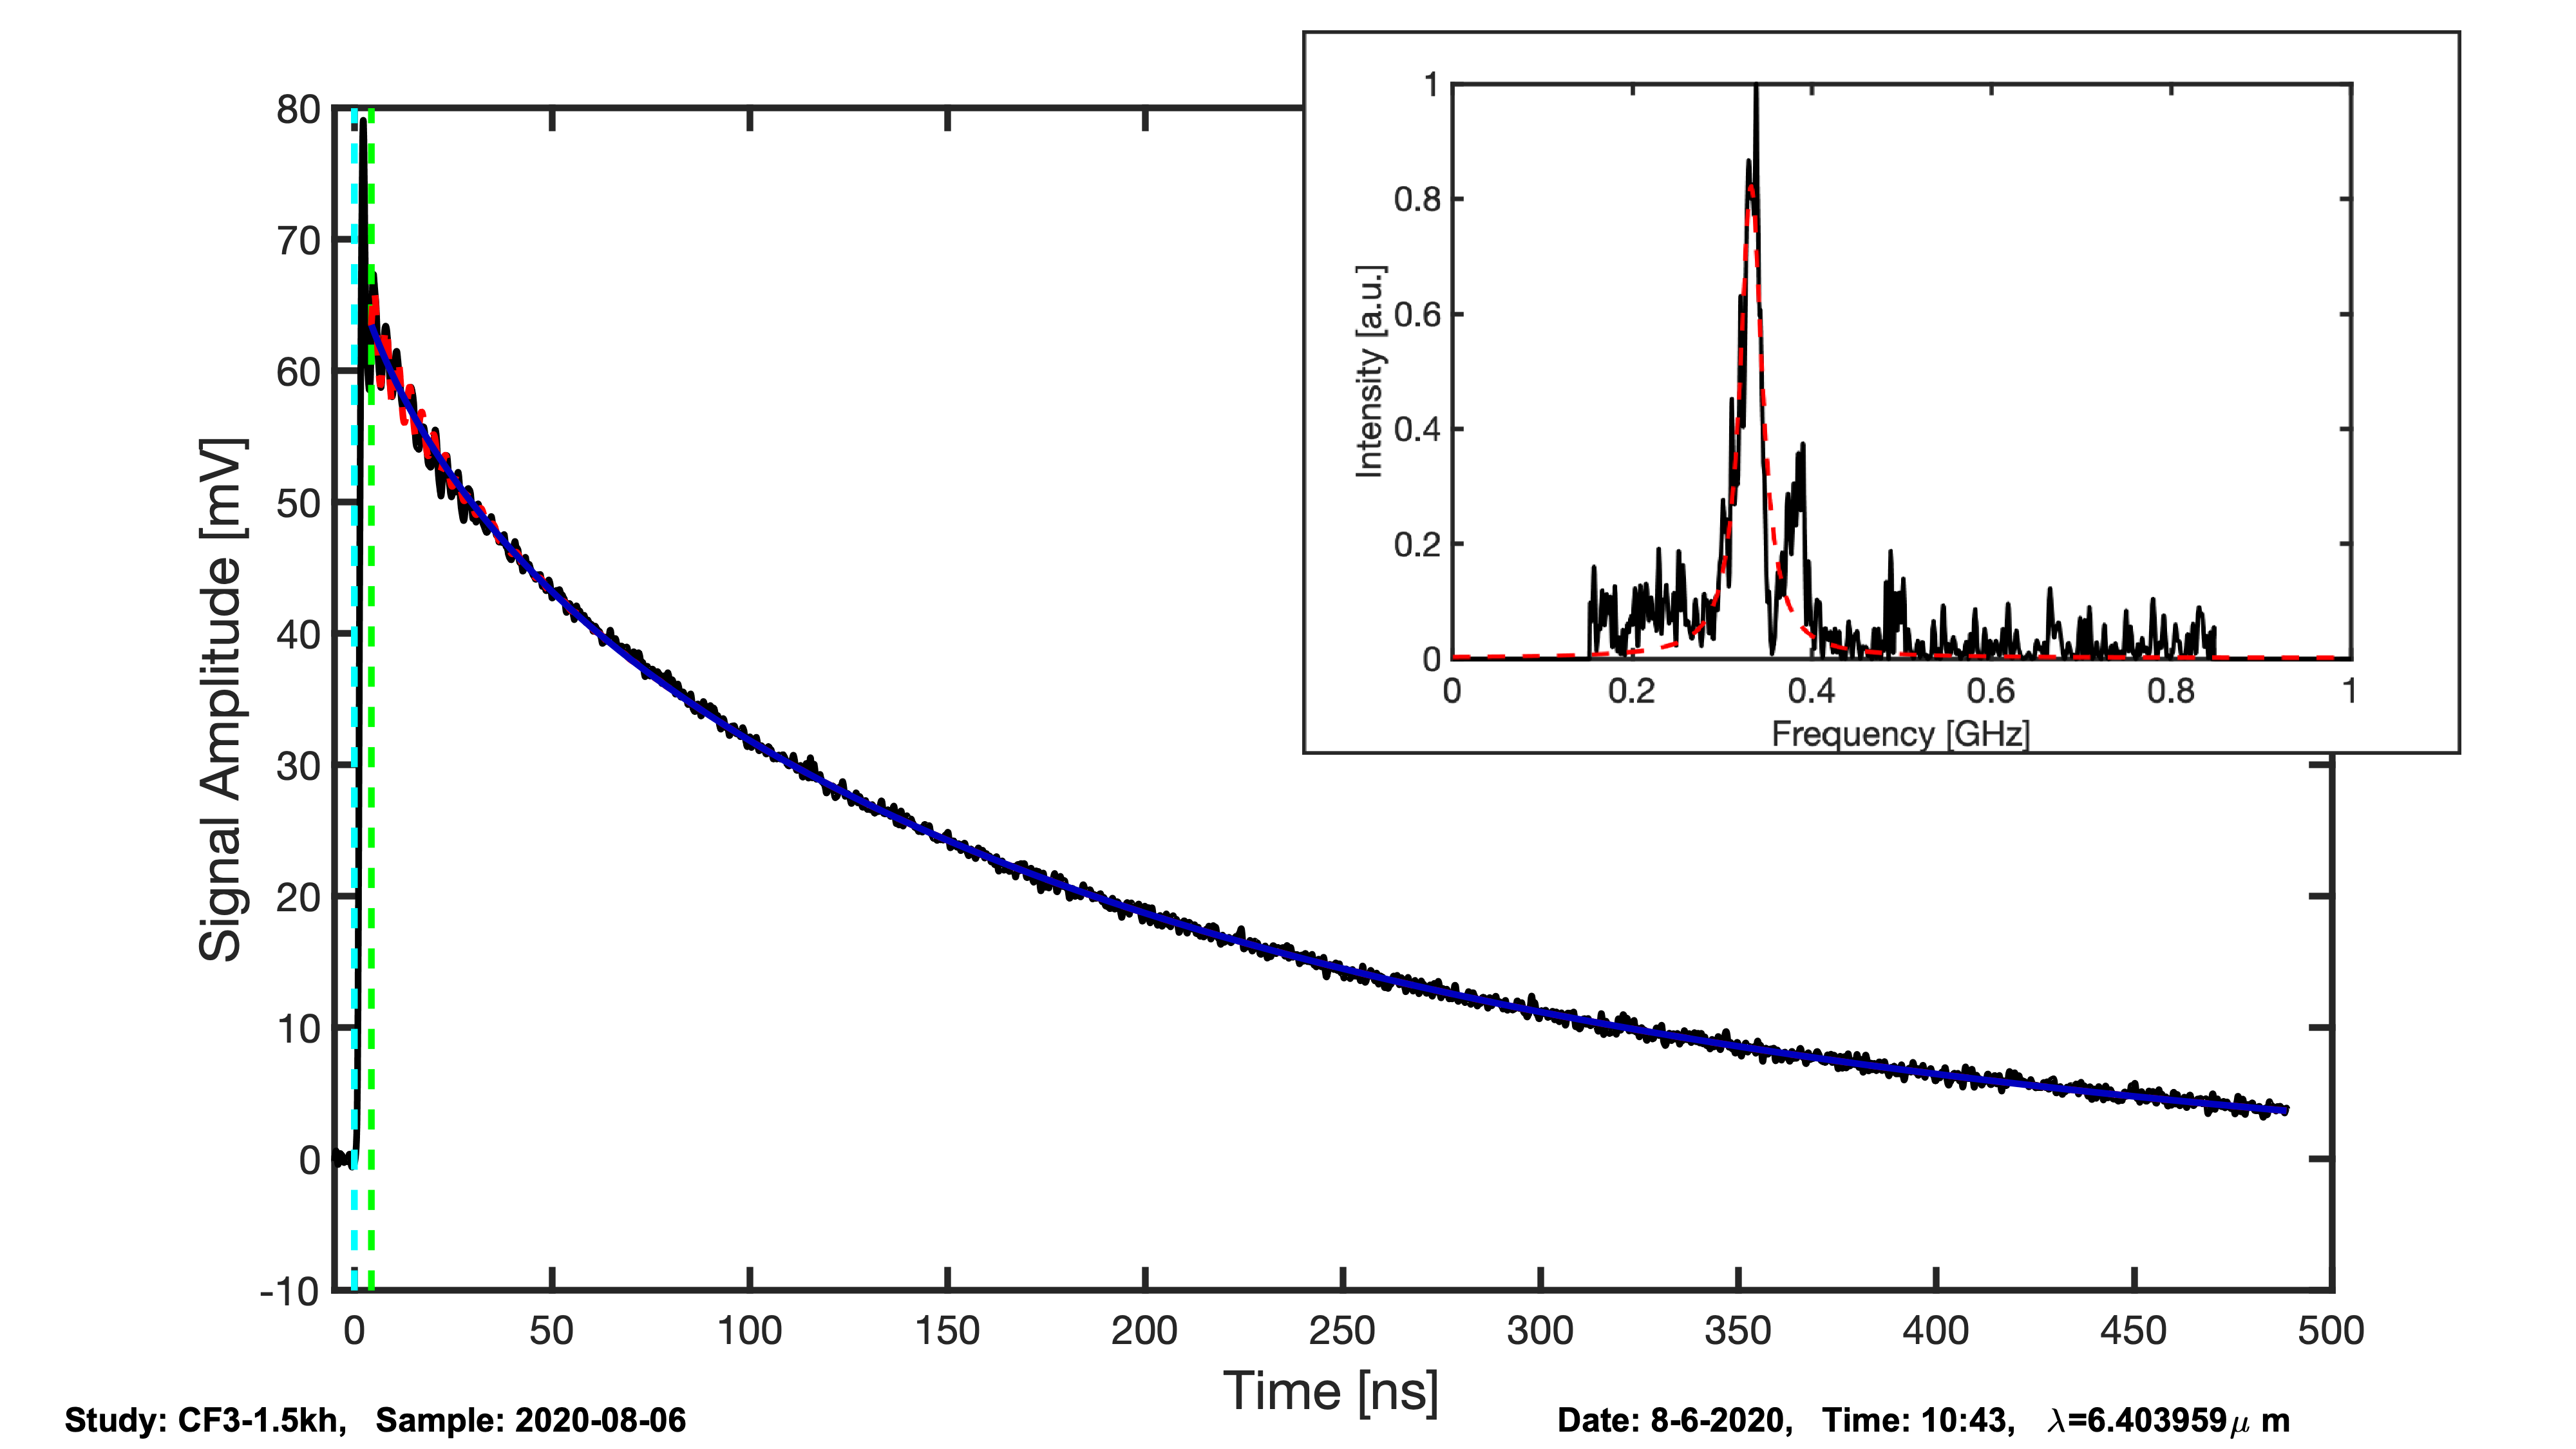 1
0.8
0.6
0.4
0.2
0
Intensity [a.u.]
0 0.2 0.4 0.6 0.8 1
Frequency [GHz]
80
70
60
50
40
30
20
10
0
-10
Signal Amplitude [mV]
0 50 100 150 200 250 300 350 400 450 500
Time [ns]
Study: CF3-1.5kh, Sample: 2020-08-06
Date: 8-6-2020, Time: 10:43, λ=6.403959μ m